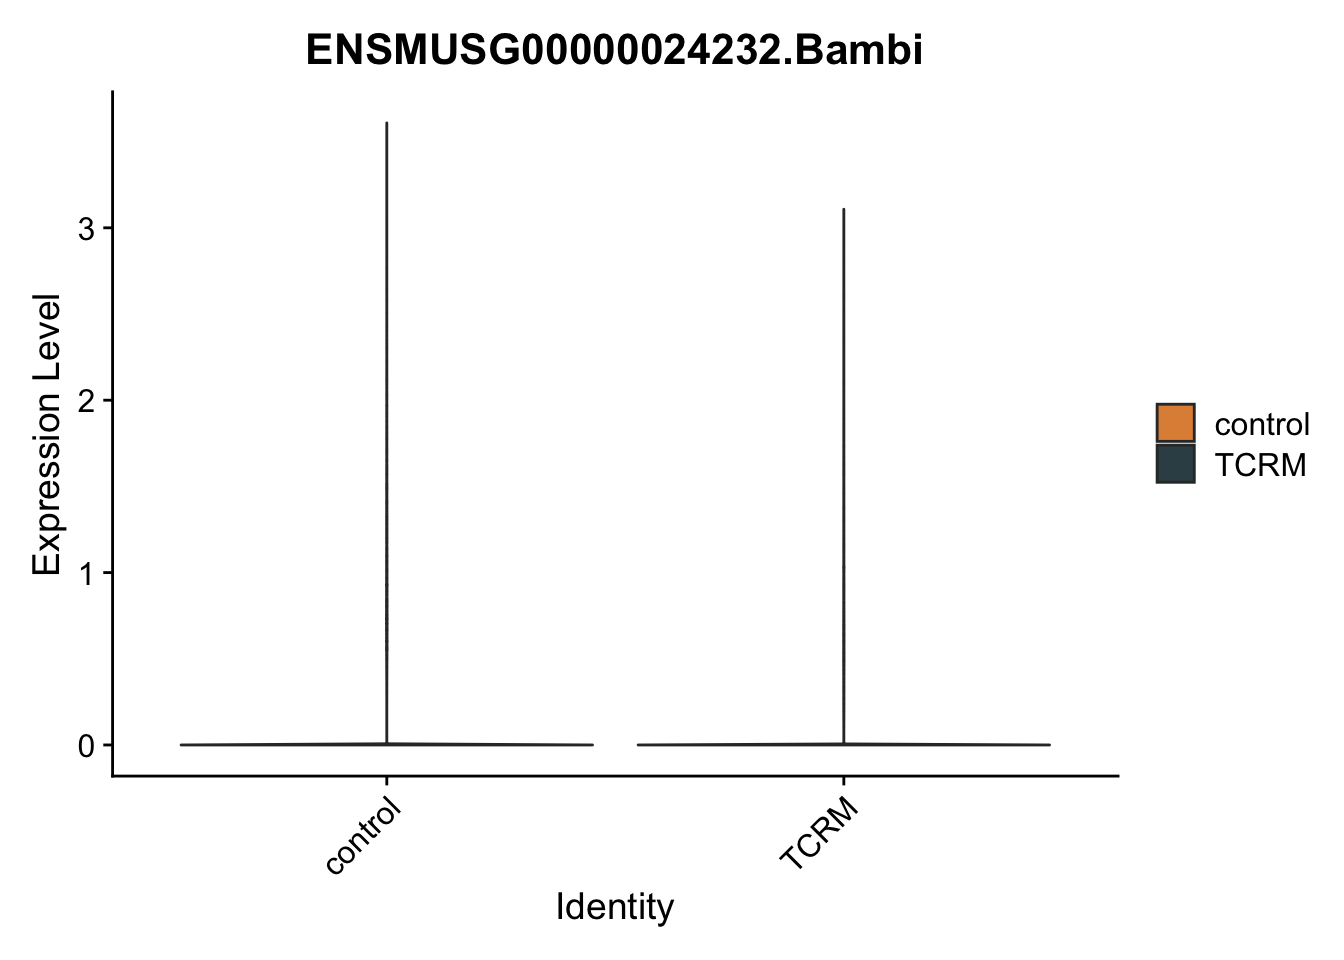 ENSMUSG00000024232.Bambi
Expression Level
3
2
1
0
control
TCRM
Identity
control
TCRM